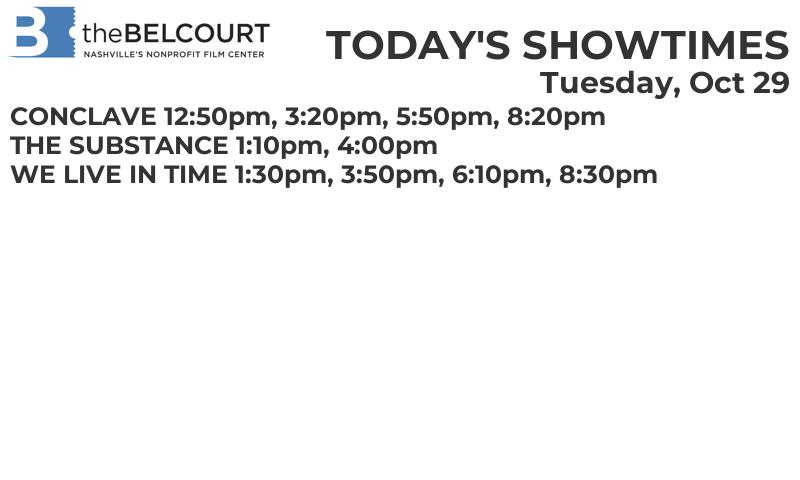 B theBELCOURT
NASHVILLE'S NONPROFIT FILM CENTER
TODAY'S SHOWTIMES
Tuesday, Oct 29
CONCLAVE 12:50pm, 3:20pm, 5:50pm, 8:20pm
THE SUBSTANCE 1:10pm, 4:00pm
WE LIVE IN TIME 1:30pm, 3:50pm, 6:10pm, 8:30pm